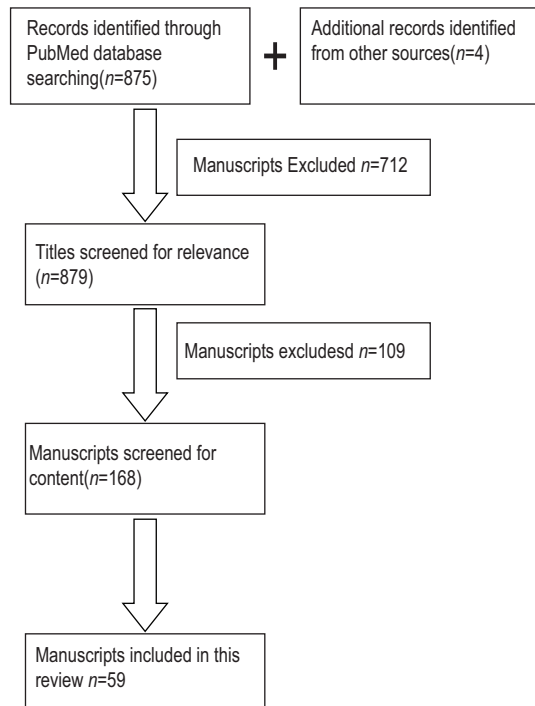 Records identified through
PubMed database
searching(n=875)
+
Additional records identified
from other sources(n=4)
Manuscripts Excluded n=712
Titles screened for relevance
(n=879)
Manuscripts excludesd n=109
Manuscripts screened for
content(n=168)
Manuscripts included in this
review n=59